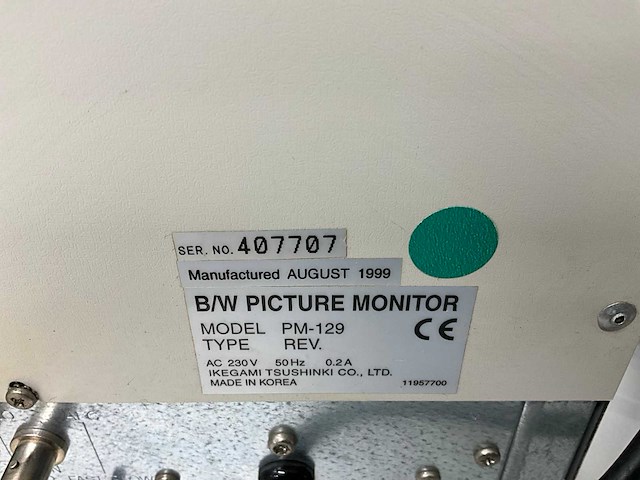 SER. NO. 407707
Manufactured AUGUST 1999
B/W PICTURE MONITOR
MODEL PM-129
TYPE REV.
CE
AC 230V 50Hz 0.2A
IKEGAMI TSUSHINKI CO., LTD.
MADE IN KOREA 11957700